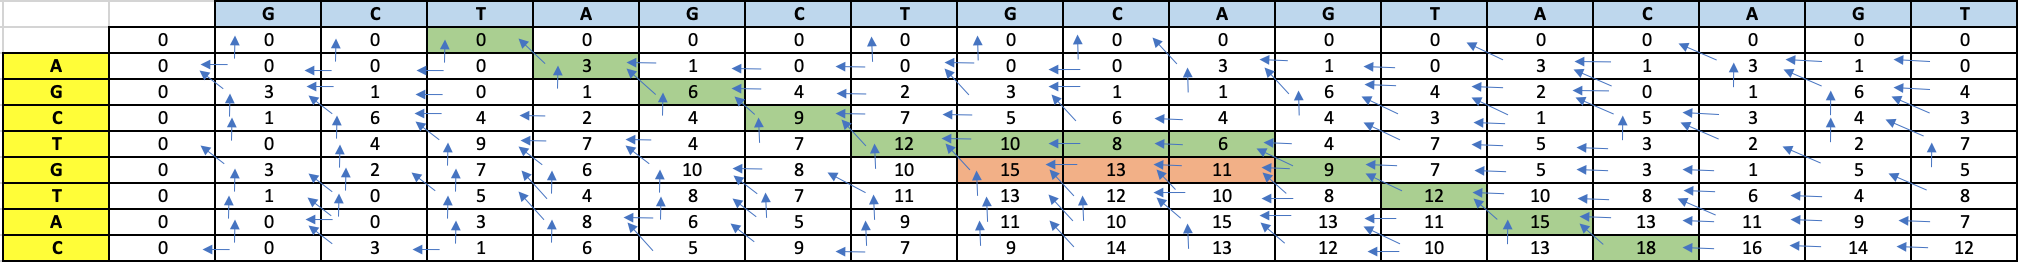 G C T A G C T G C A G T A C A G T
0 0 0 0 0 0 0 0 0 0 0 0 0 0 0 0 0 0
A 0 0 0 0 3 1 0 0 0 0 3 1 0 3 1 3 1 0
G 0 3 1 0 1 6 4 2 3 1 1 6 4 2 0 1 6 4
C 0 1 6 4 2 4 9 7 5 6 4 4 3 1 5 3 4 3
T 0 0 4 9 7 4 7 12 10 8 6 4 7 5 3 2 2 7
G 0 3 2 7 6 10 8 10 15 13 11 9 7 5 3 1 5 5
T 0 1 0 5 4 8 7 11 13 12 10 8 12 10 8 6 4 8
A 0 0 0 3 8 6 5 9 11 10 15 13 11 15 13 11 9 7
C 0 0 3 1 6 5 9 7 9 14 13 12 10 13 18 16 14 12